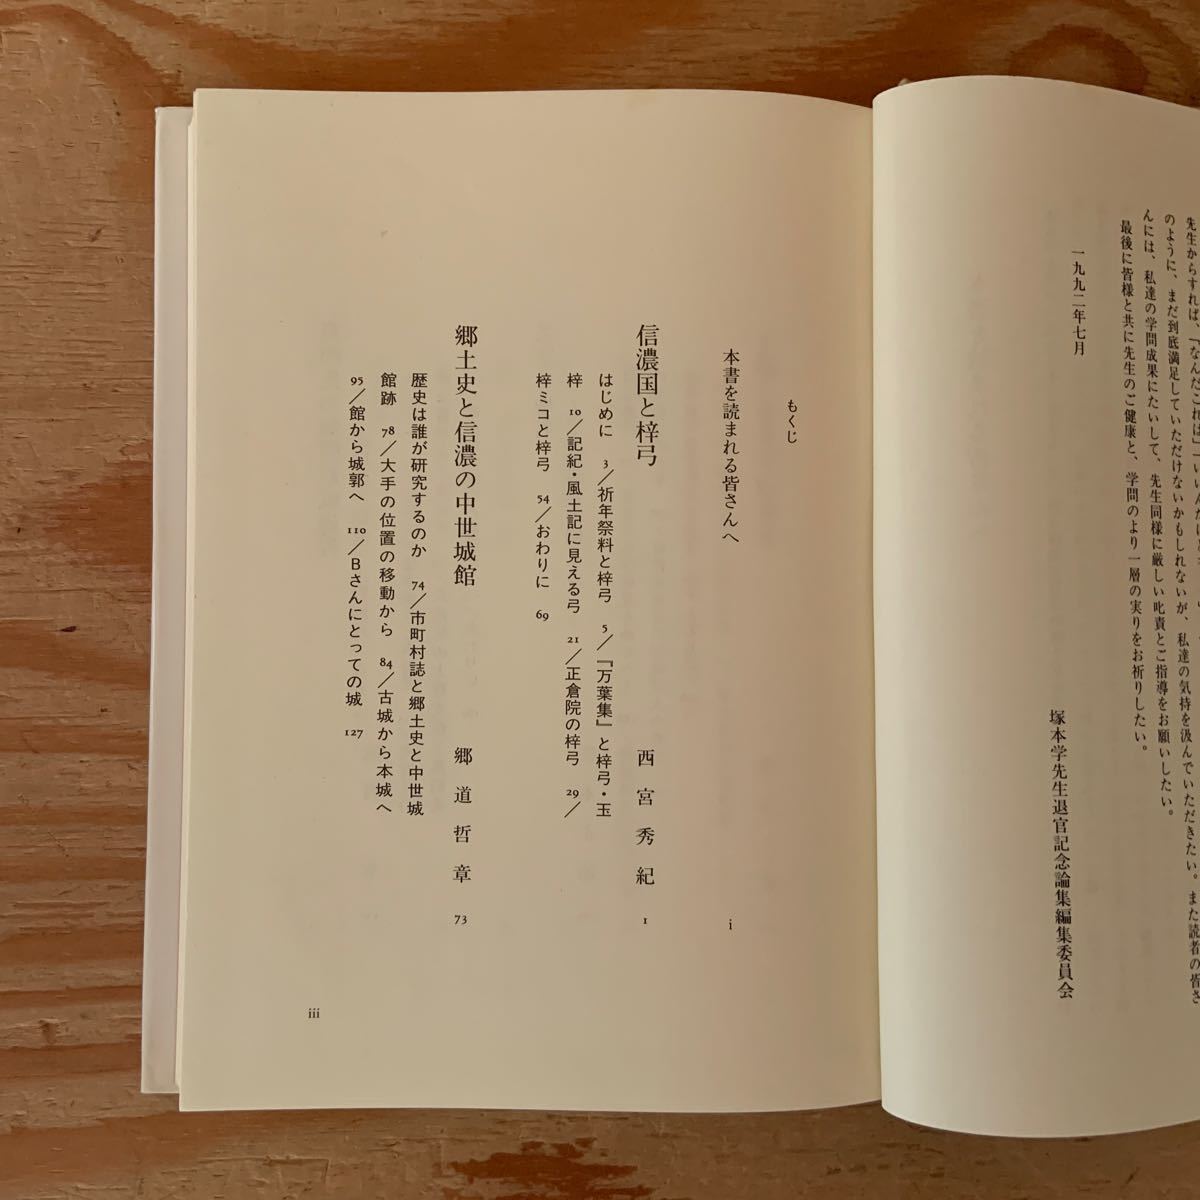 先生からすれば、「なんだこれは」
のように、まだ到底満足していただけないかもしれないが、私達の気持を汲んでいただきたい。また読者の皆さ
んには、私達の学問成果にたいして、先生同様に厳しい叱責とご指導をお願いしたい。
最後に皆様と共に先生のご健康と、学問のより一層の実りをお祈りしたい。
一九九二年七月
塚本学先生退官記念論集編集委員会
もくじ
本書を読まれる皆さんへ i
信濃国と梓弓 西宮秀紀 1
はじめに 3／祈年祭料と梓弓 5／『万葉集』と梓弓・玉
梓 10／記紀・風土記に見える弓 21／正倉院の梓弓 29／
梓ミコと梓弓 54／おわりに 69
郷土史と信濃の中世城館 郷道哲章 73
歴史は誰が研究するのか 74／市町村誌と郷土史と中世城
館跡 78／大手の位置の移動から 84／古城から本城へ
95／館から城郭へ 110／Bさんにとっての城 127
iii